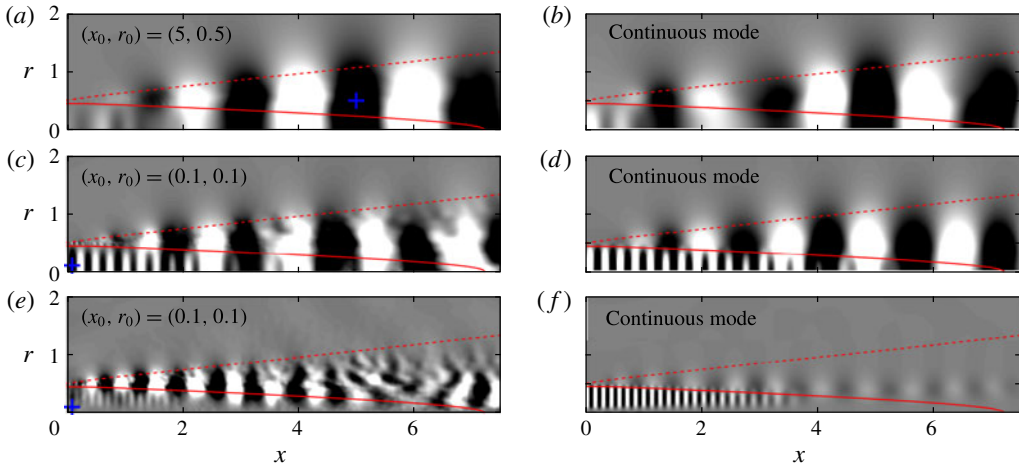 (a)
(b)
2
(x₀, r₀) = (5, 0.5)
Continuous mode
r
1
0
(c)
(d)
2
(x₀, r₀) = (0.1, 0.1)
Continuous mode
r
1
0
(e)
(f)
2
(x₀, r₀) = (0.1, 0.1)
Continuous mode
r
1
0
2
4
6
0
2
4
6
x
x